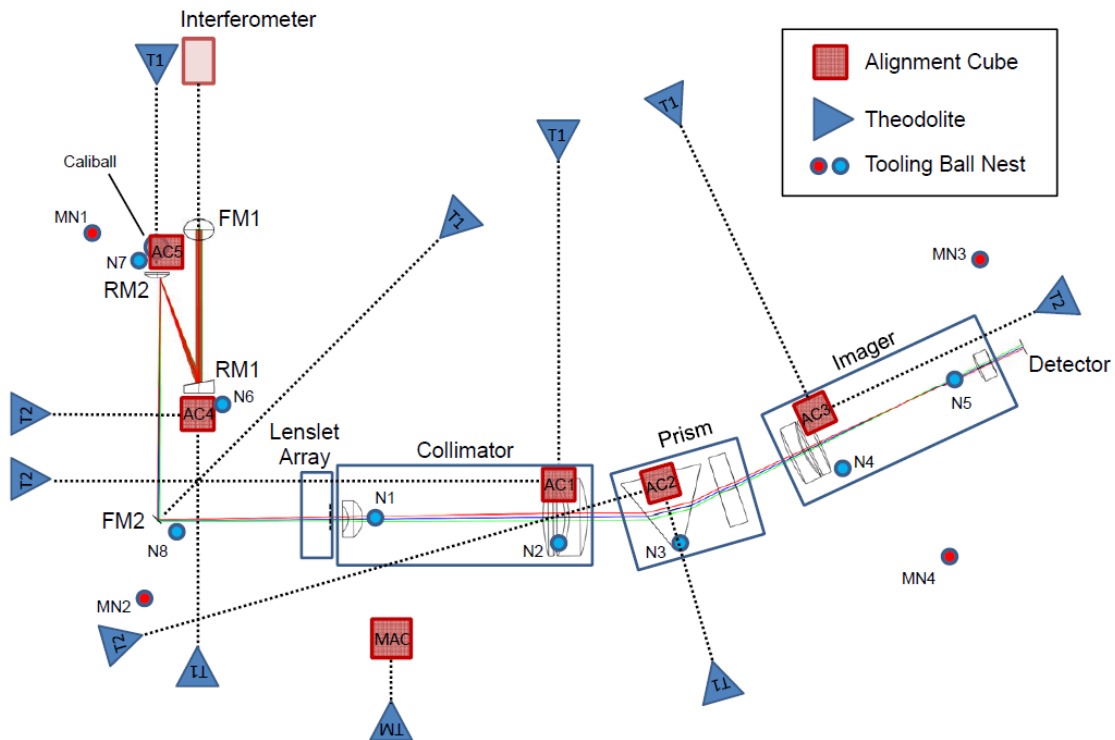 Interferometer
T1
Alignment Cube
T1
Theodolite
T1
Tooling Ball Nest
Caliball
T1
MN1
FM1
AC5
N7
MN3
RM2
T2
Imager
RM1
Detector
N6
N5
T2
AC4
AC3
Prism
Lenslet
Array
Collimator
N4
T2
AC1
AC2
N1
FM2
N8
N2
N3
MN4
MN2
T2
MAC
T1
T1
TM